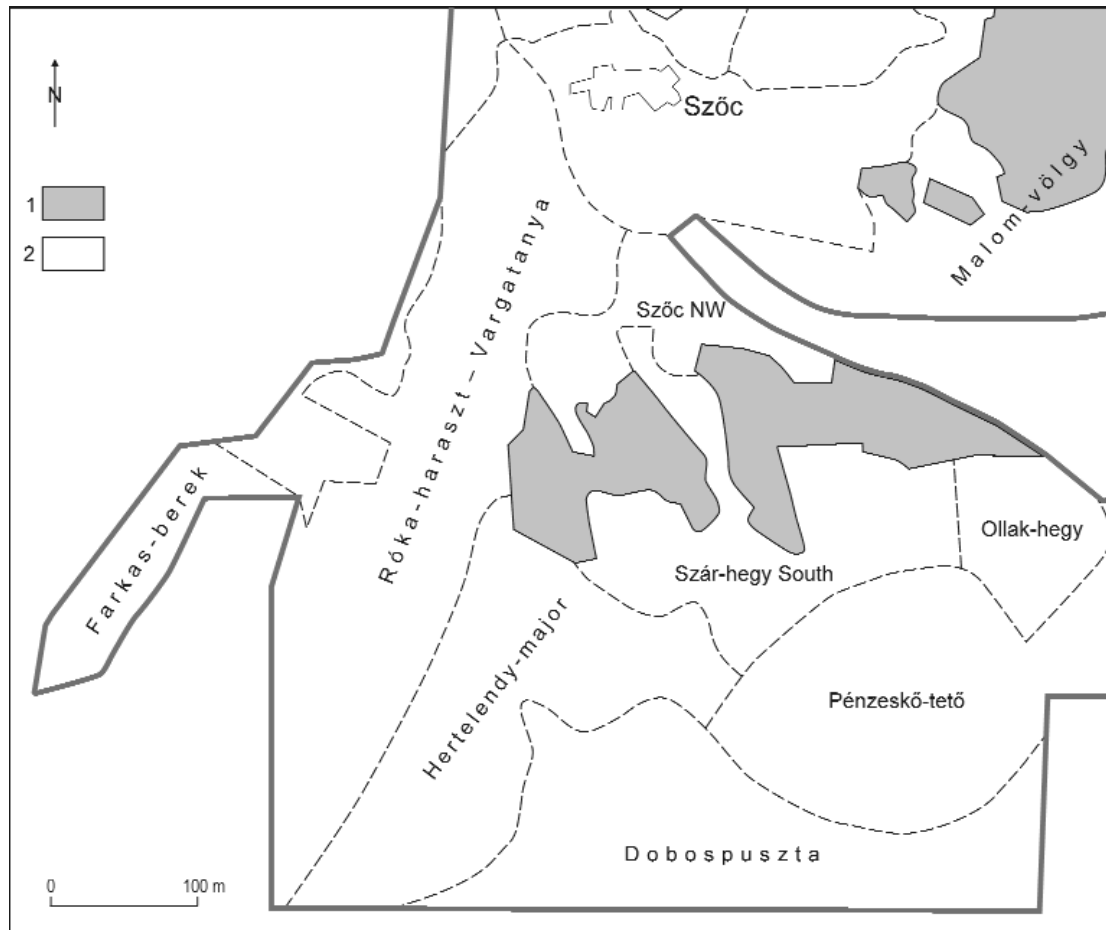 N
1
2
Szőc
Malom-völgy
Róka-haraszt-Vargatanya
Szőc NW
Farkas-berek
Ollak-hegy
Szár-hegy South
Hertelendy-major
Pénzeskő-tető
Dobospuszta
0 100 m